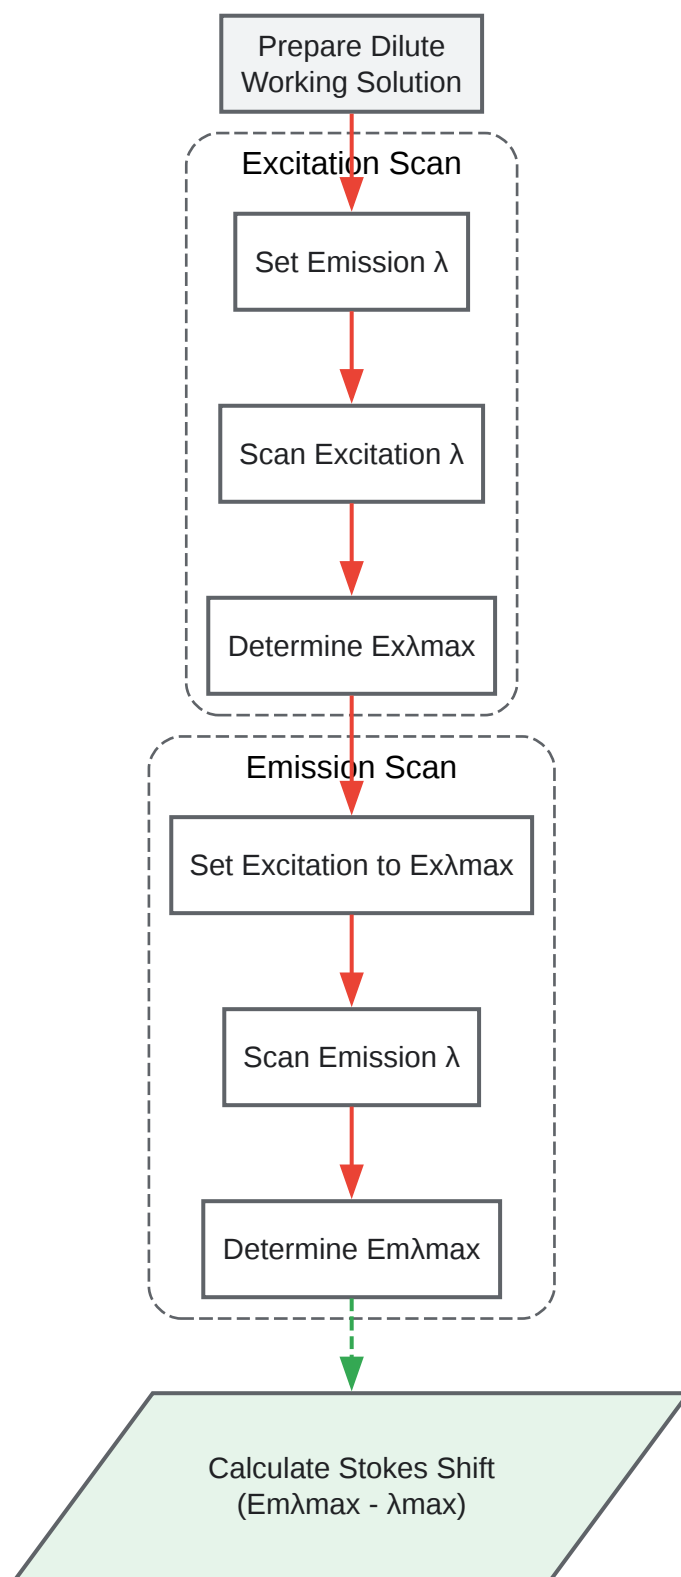 Prepare Dilute
Working Solution
Excitation Scan
Set Emission λ
Scan Excitation λ
Determine Exλmax
Emission Scan
Set Excitation to Exλmax
Scan Emission λ
Determine Emλmax
Calculate Stokes Shift
(Emλmax - λmax)